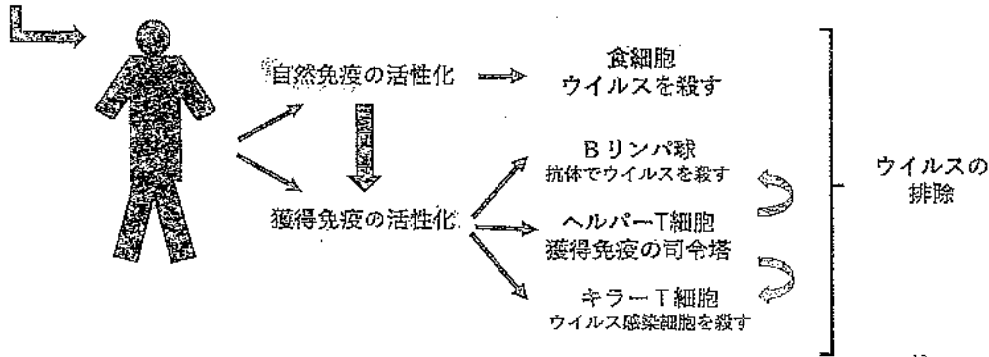 自然免疫の活性化
食細胞
ウイルスを殺す
獲得免疫の活性化
Bリンパ球
抗体でウイルスを殺す
ヘルパーT細胞
獲得免疫の司令塔
キラーT細胞
ウイルス感染細胞を殺す
ウイルスの
排除